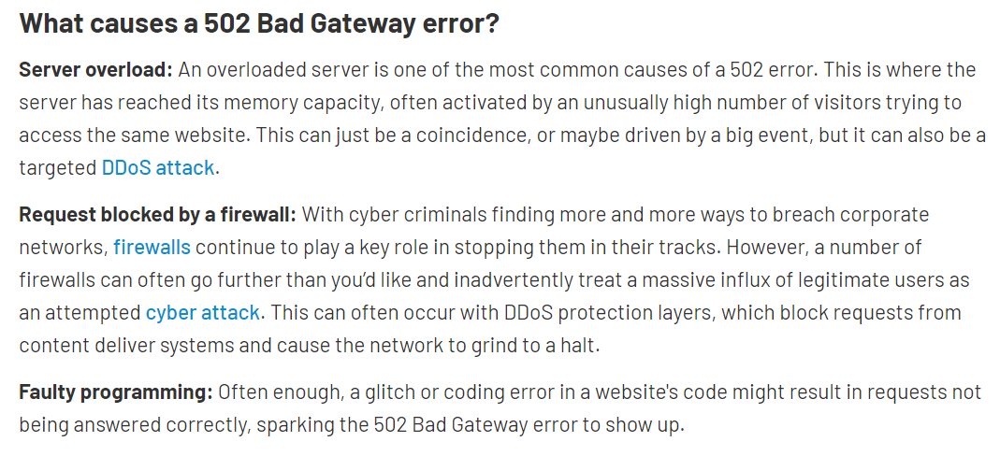 What causes a 502 Bad Gateway error?
Server overload: An overloaded server is one of the most common causes of a 502 error. This is where the
server has reached its memory capacity, often activated by an unusually high number of visitors trying to
access the same website. This can just be a coincidence, or maybe driven by a big event, but it can also be a
targeted DDoS attack.
Request blocked by a firewall: With cyber criminals finding more and more ways to breach corporate
networks, firewalls continue to play a key role in stopping them in their tracks. However, a number of
firewalls can often go further than you’d like and inadvertently treat a massive influx of legitimate users as
an attempted cyber attack. This can often occur with DDoS protection layers, which block requests from
content deliver systems and cause the network to grind to a halt.
Faulty programming: Often enough, a glitch or coding error in a website's code might result in requests not
being answered correctly, sparking the 502 Bad Gateway error to show up.